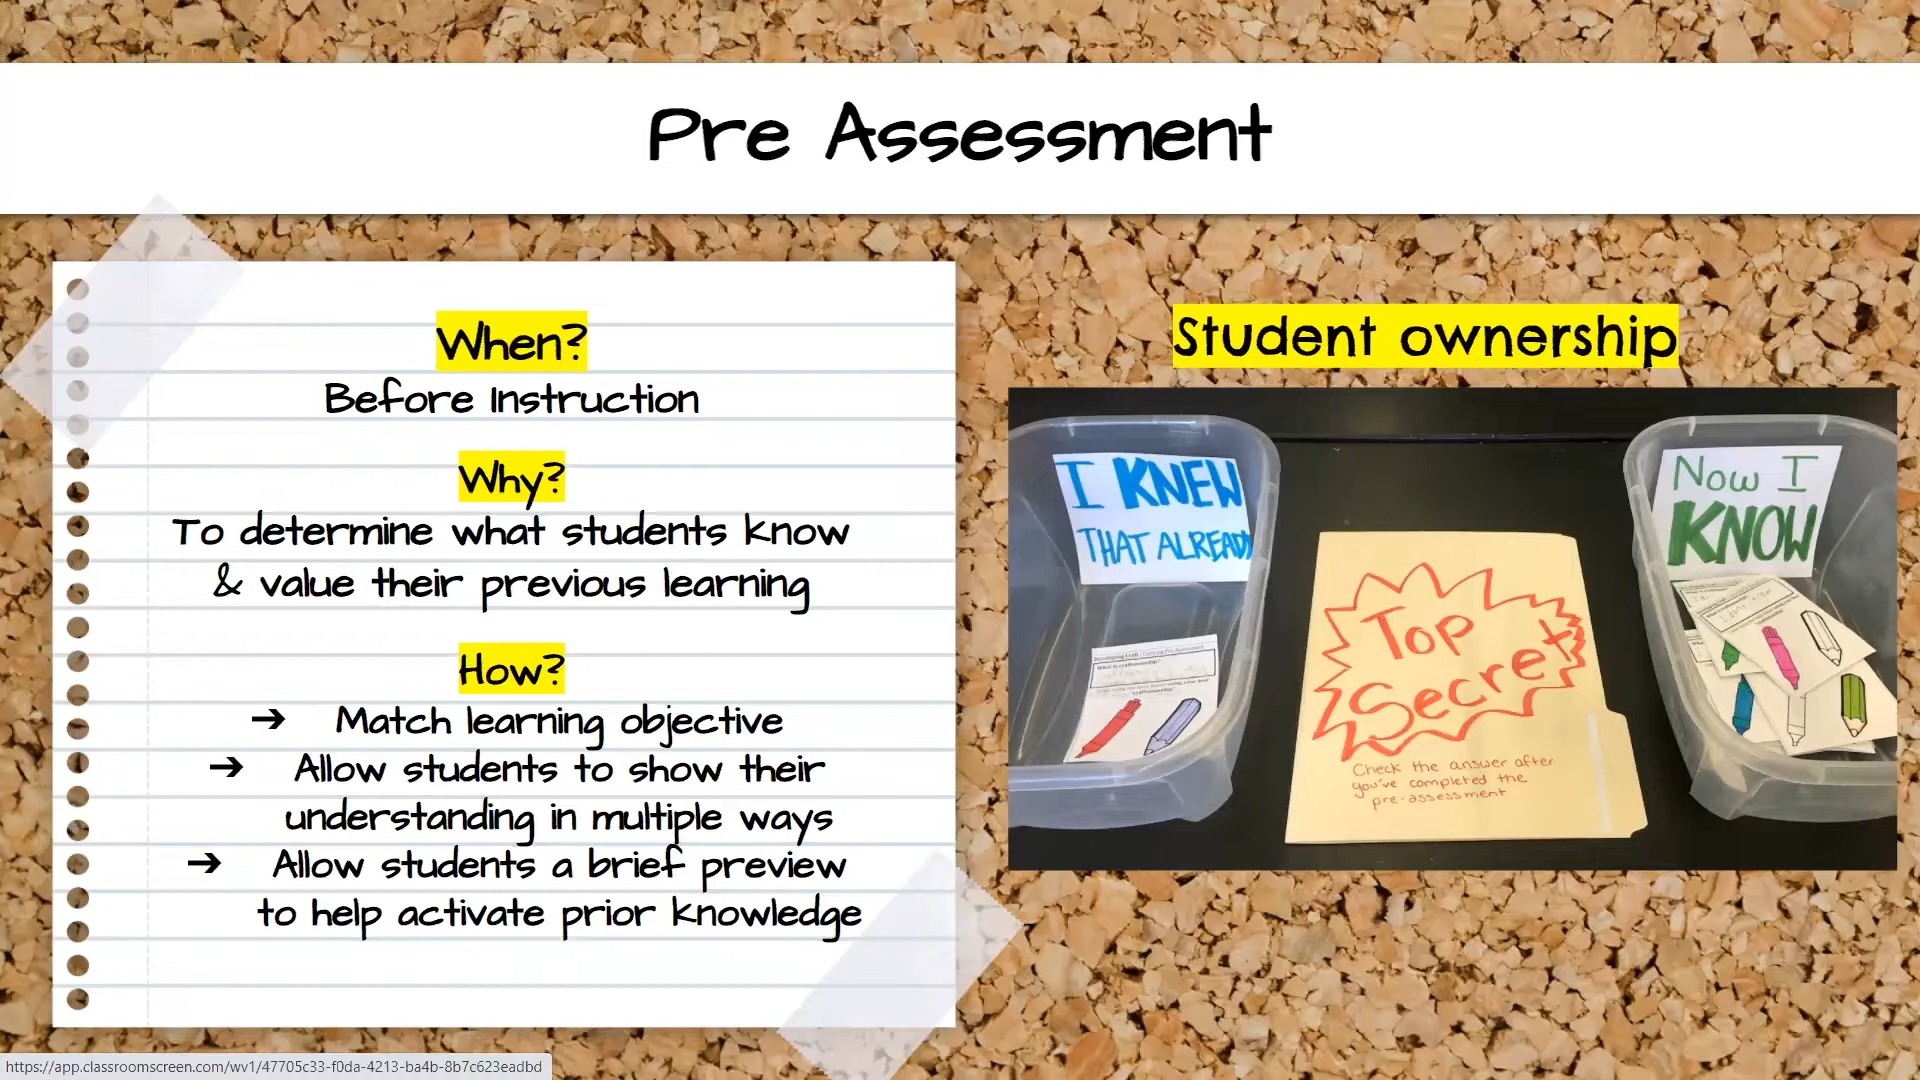 Pre Assessment
When?
Before Instruction
Why?
To determine what students know
& value their previous learning
How?
➔ Match learning objective
➔ Allow students to show their
understanding in multiple ways
➔ Allow students a brief preview
to help activate prior knowledge
Student ownership
I KNEW
THAT ALREADY
Top
Secret
Check the answer after
you've completed the
pre-assessment
Now I
KNOW
https://app.classroomscreen.com/wv1/47705c33-f0da-4213-ba4b-8b7c623eadbd